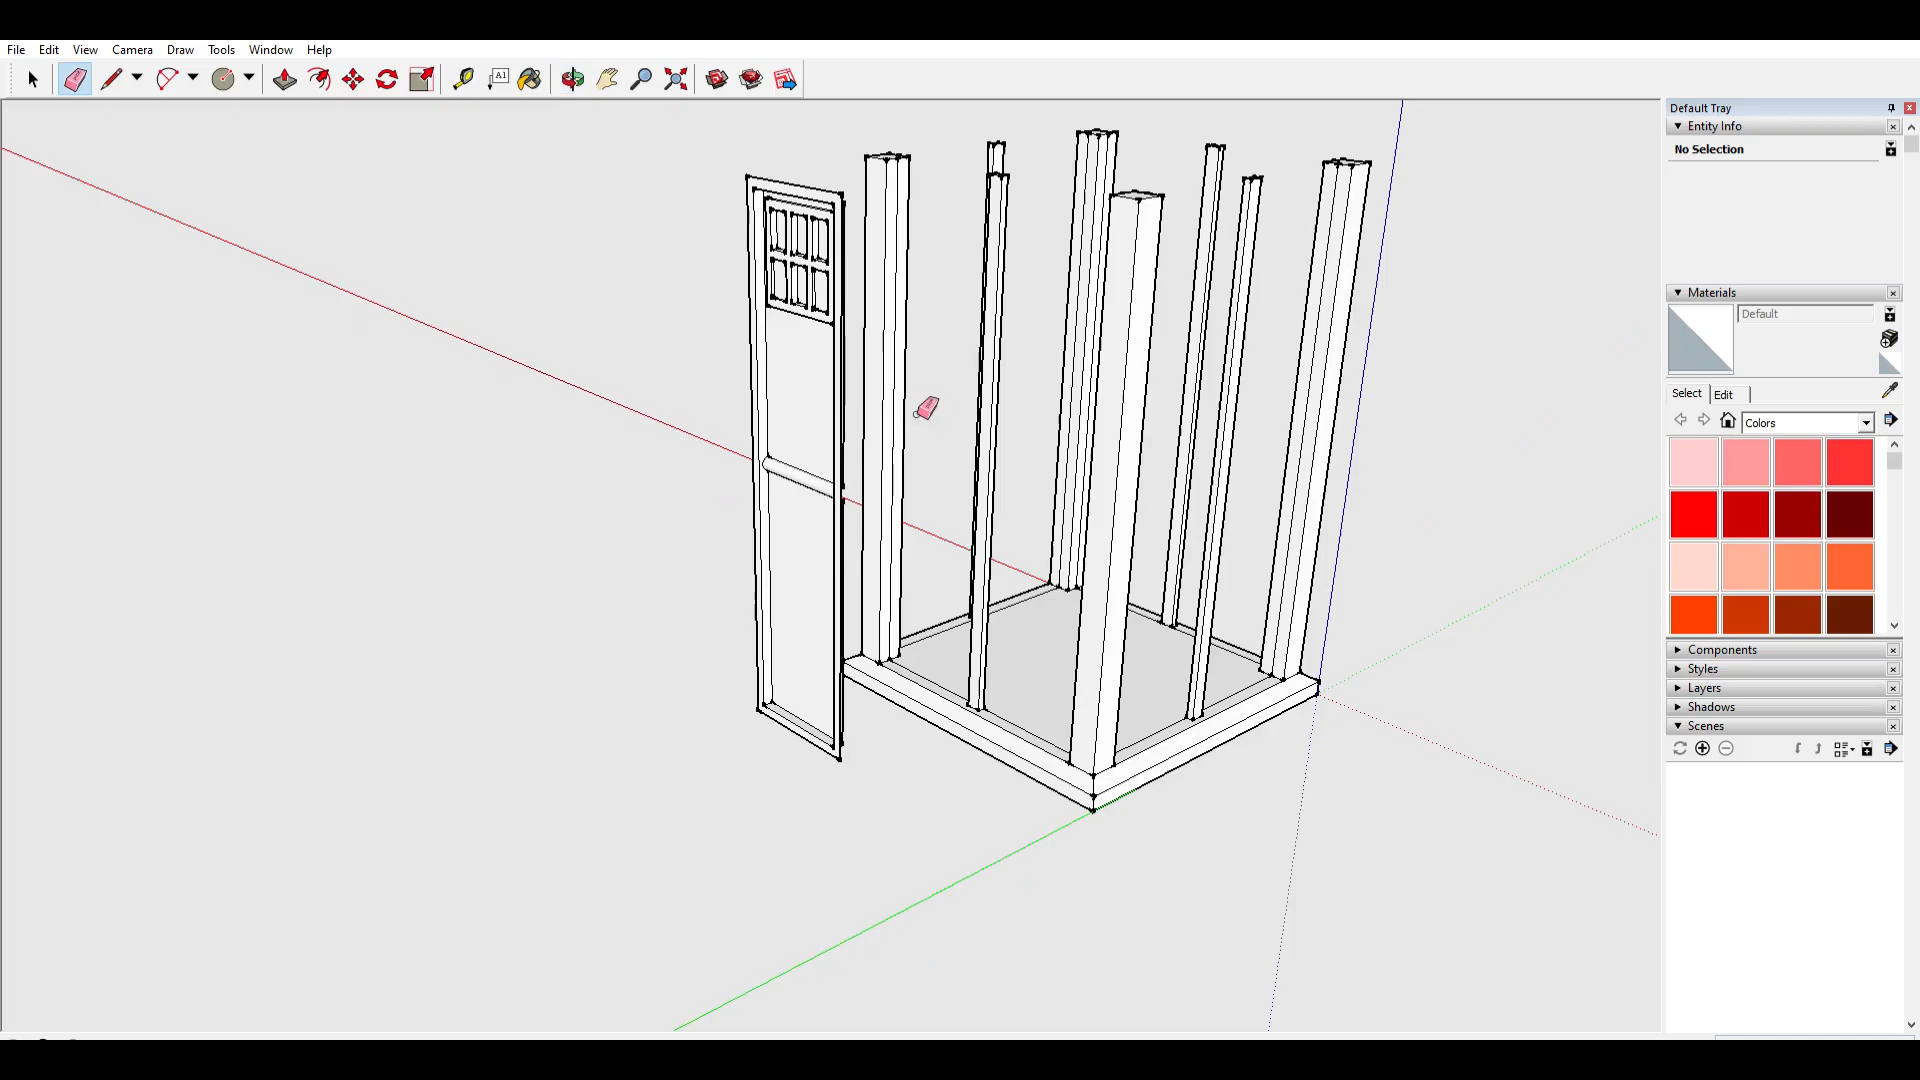 File Edit View Camera Draw Tools Window Help
A1
Default Tray
Entity Info
No Selection
Materials
Default
Select Edit
Colors
Components
Styles
Layers
Shadows
Scenes